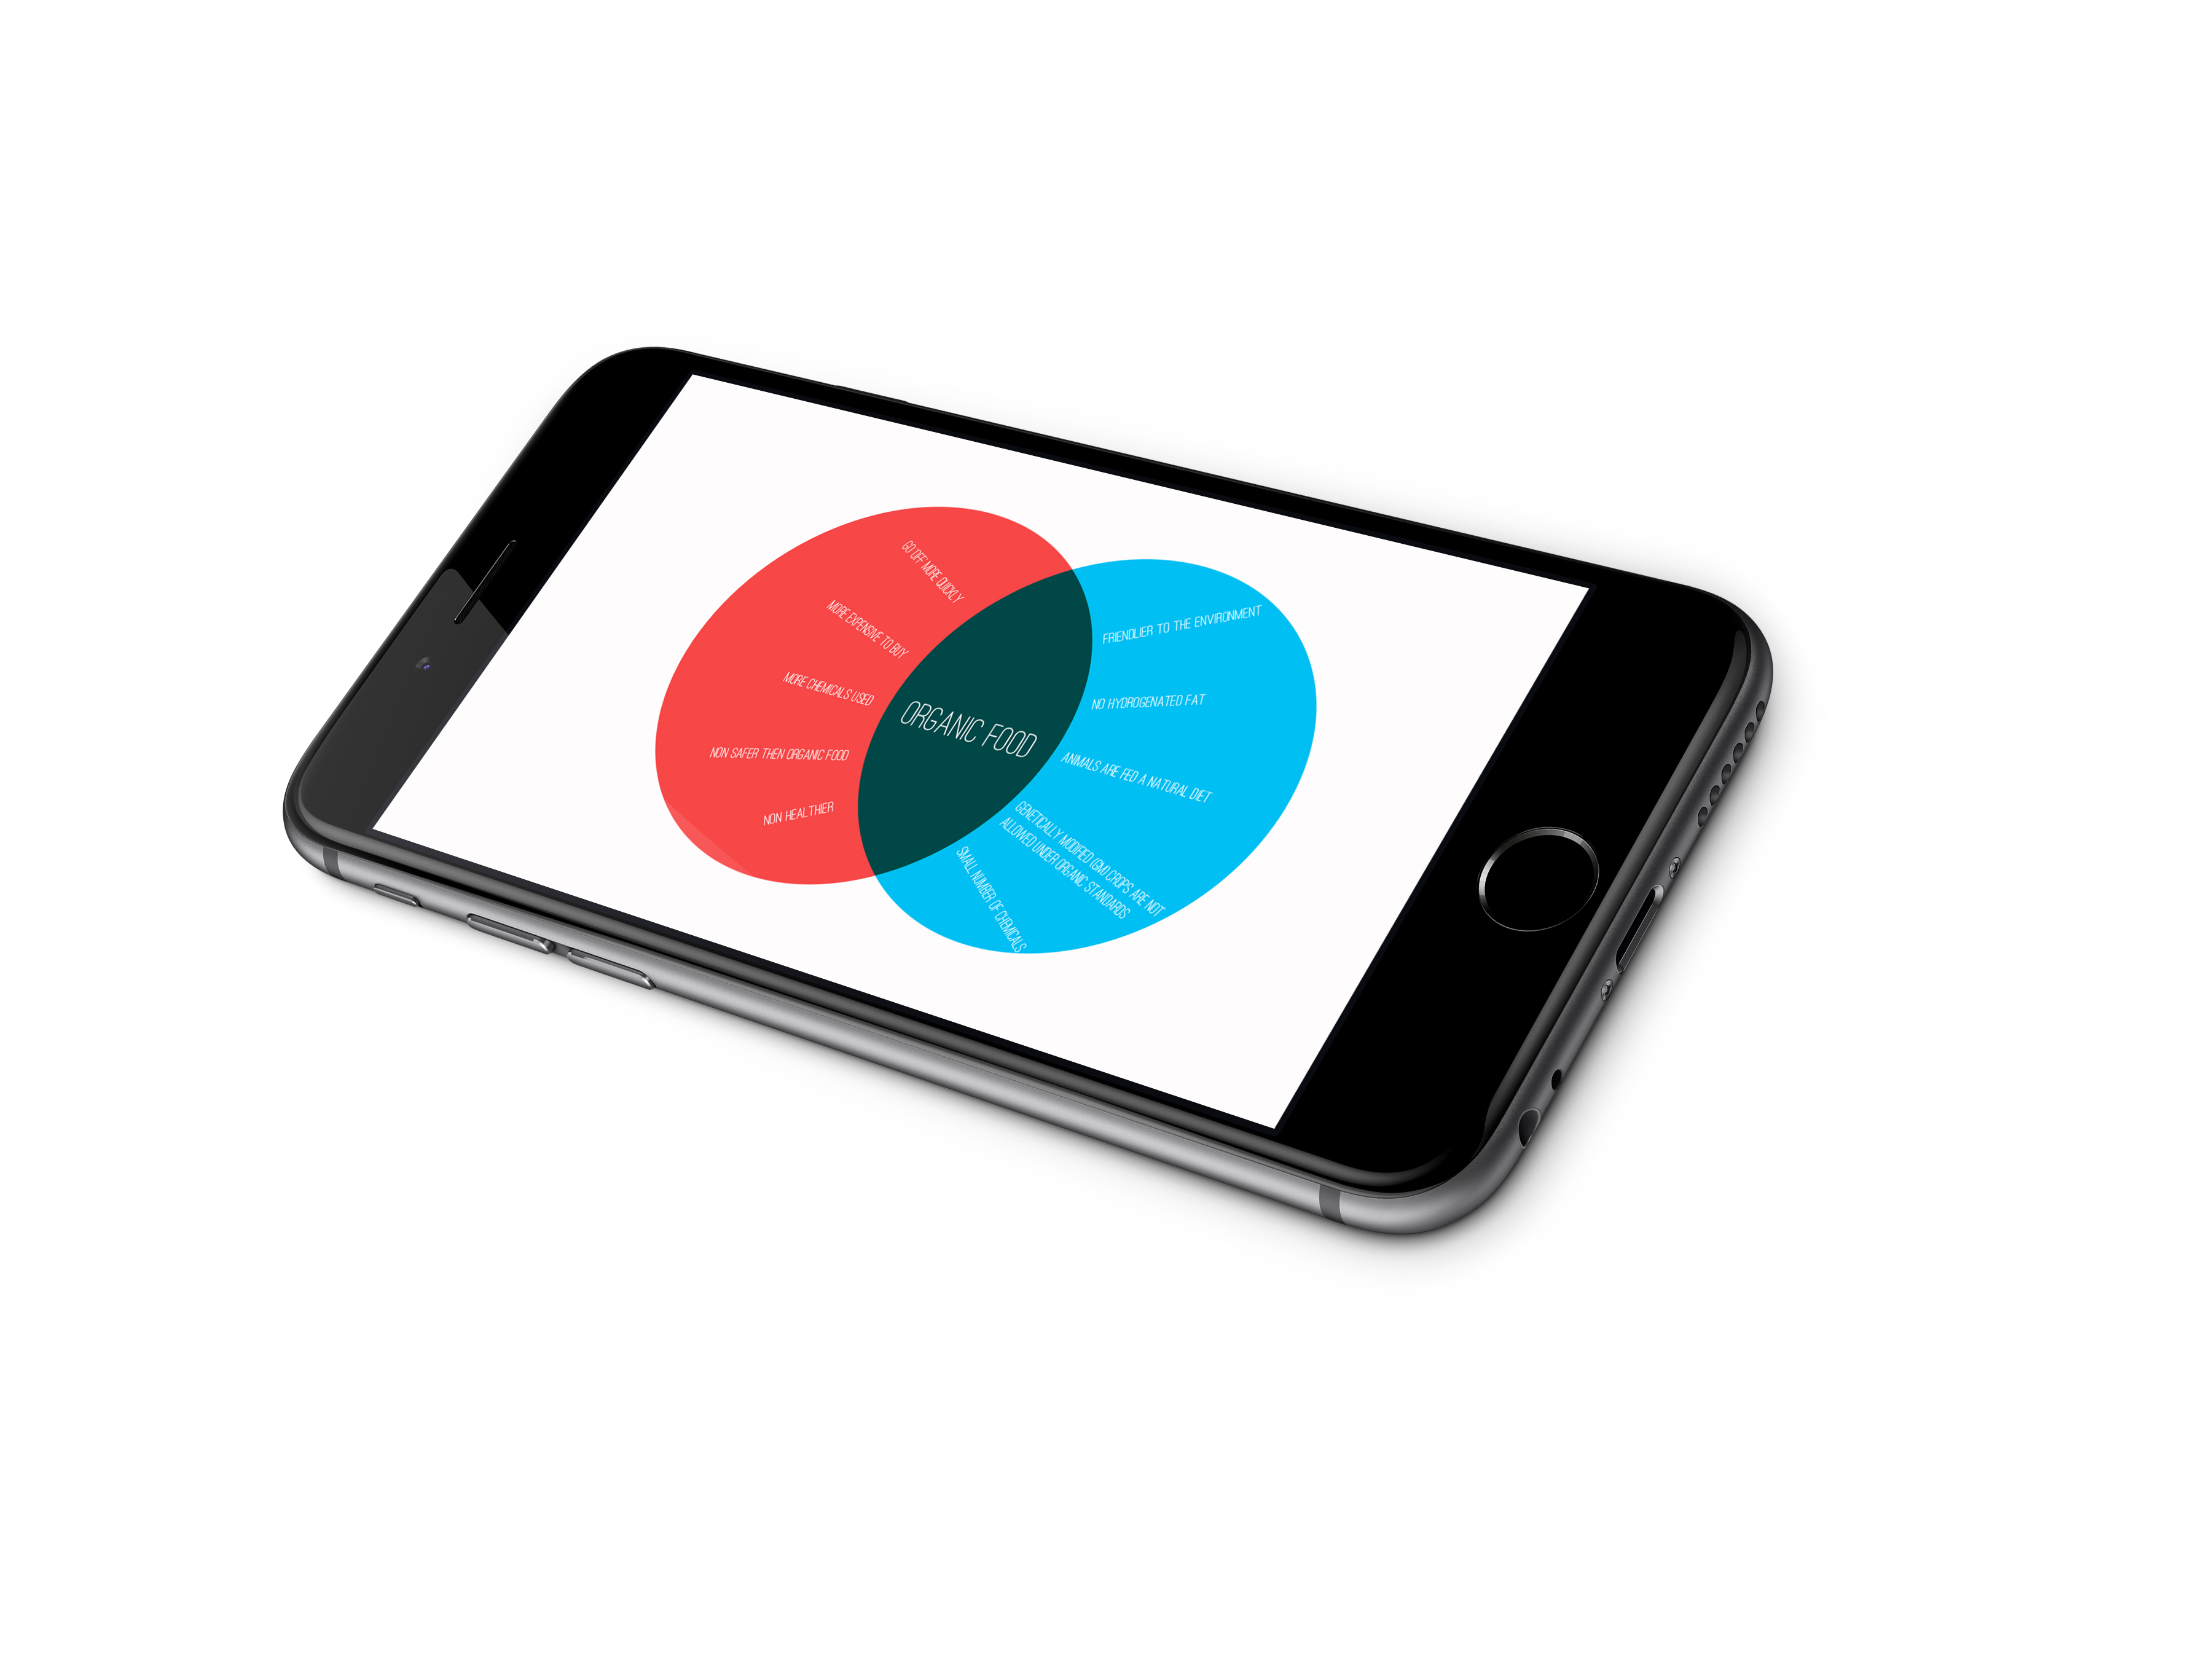 GO OFF MORE QUICKLY
MORE EXPENSIVE TO BUY
MORE CHEMICALS USED
NON SAFER THEN ORGANIC FOOD
NON HEALTHIER
ORGANIC FOOD
FRIENDLIER TO THE ENVIRONMENT
NO HYDROGENATED FAT
ANIMALS ARE FED A NATURAL DIET
GENETICALLY MODIFIED (GM) CROPS ARE NOT
ALLOWED UNDER ORGANIC STANDARDS
SMALL NUMBER OF CHEMICALS